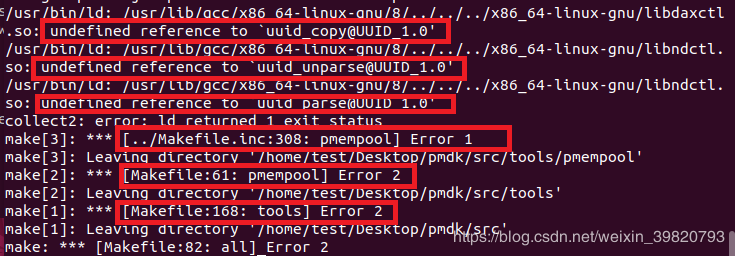 /usr/bin/ld: /usr/lib/gcc/x86_64-linux-gnu/8/../../../x86_64-linux-gnu/libdaxctl
.so: undefined reference to `uuid_copy@UUID_1.0'
/usr/bin/ld: /usr/lib/gcc/x86_64-linux-gnu/8/../../../x86_64-linux-gnu/libndctl.
so: undefined reference to `uuid_unparse@UUID_1.0'
/usr/bin/ld: /usr/lib/gcc/x86_64-linux-gnu/8/../../../x86_64-linux-gnu/libndctl.
so: undefined reference to `uuid_parse@UUID_1.0'
collect2: error: ld returned 1 exit status
make[3]: *** [../Makefile.inc:308: pmempool] Error 1
make[3]: Leaving directory '/home/test/Desktop/pmdk/src/tools/pmempool'
make[2]: *** [Makefile:61: pmempool] Error 2
make[2]: Leaving directory '/home/test/Desktop/pmdk/src/tools'
make[1]: *** [Makefile:168: tools] Error 2
make[1]: Leaving directory '/home/test/Desktop/pmdk/src'
make: *** [Makefile:82: all] Error 2
https://blog.csdn.net/weixin_39820793